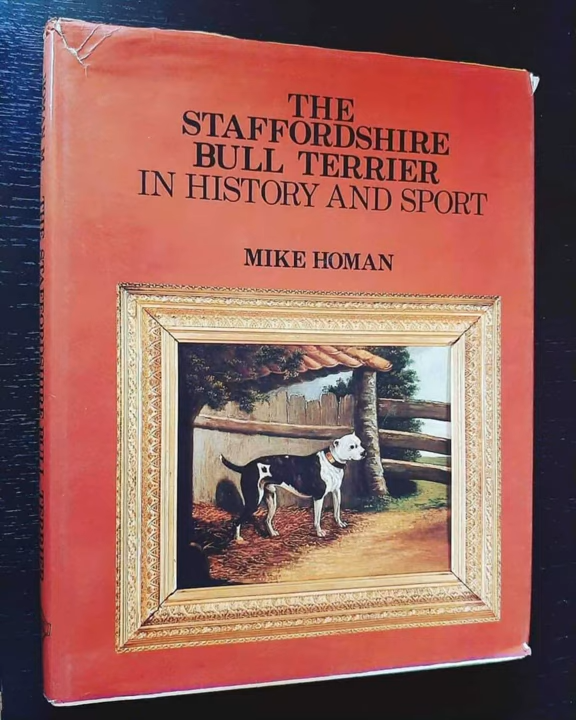 THE
STAFFORDSHIRE
BULL TERRIER
IN HISTORY AND SPORT
MIKE HOMAN